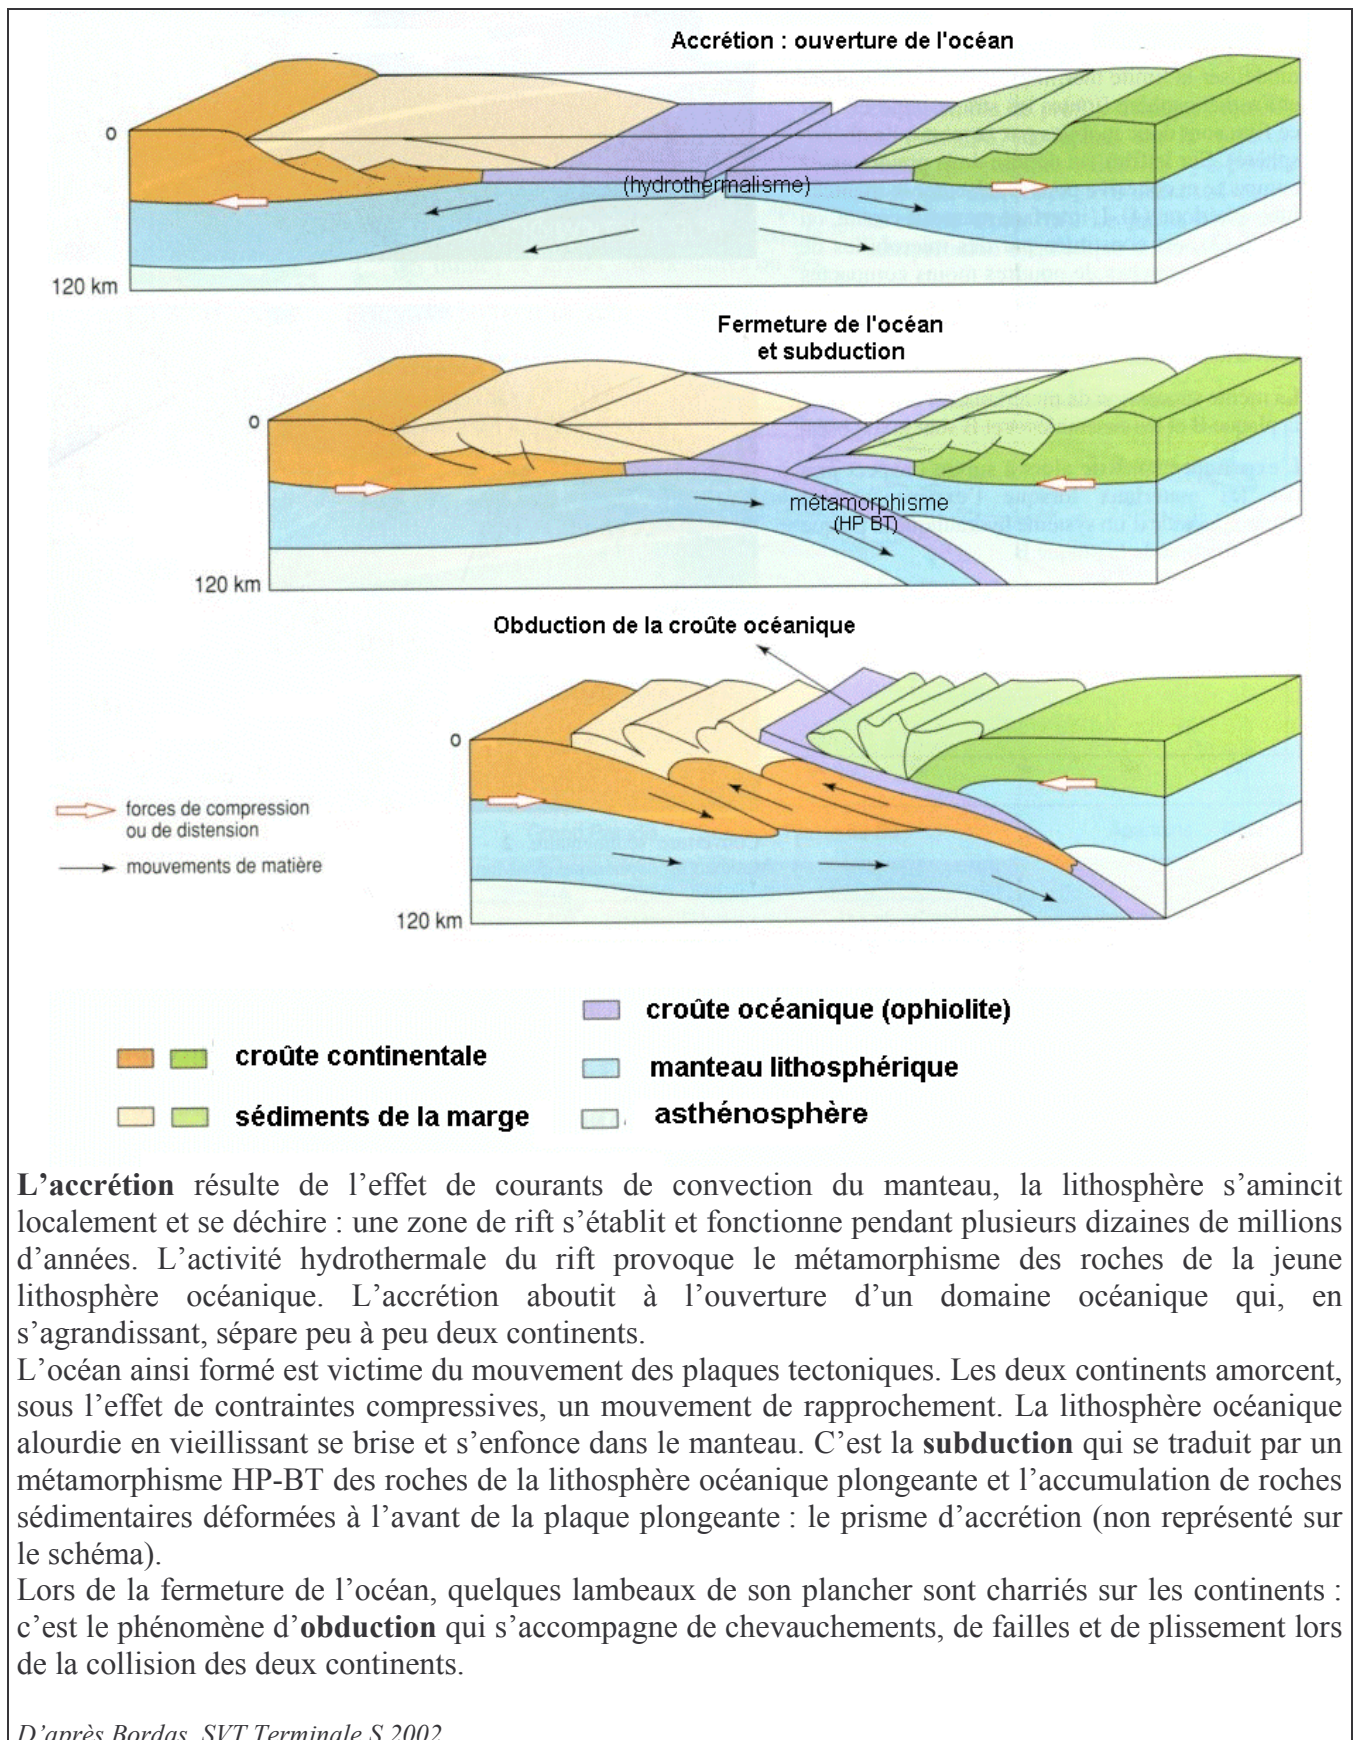 Accrétion : ouverture de l'océan
0
(hydrothermalisme)
120 km
Fermeture de l'océan
et subduction
0
métamorphisme
(HP BT)
120 km
Obduction de la croûte océanique
0
forces de compression
ou de distension
mouvements de matière
120 km
croûte océanique (ophiolite)
croûte continentale
manteau lithosphérique
sédiments de la marge
asthénosphère
L’accrétion résulte de l’effet de courants de convection du manteau, la lithosphère s’amincit
localement et se déchire : une zone de rift s’établit et fonctionne pendant plusieurs dizaines de millions
d’années. L’activité hydrothermale du rift provoque le métamorphisme des roches de la jeune
lithosphère océanique. L’accrétion aboutit à l’ouverture d’un domaine océanique qui, en
s’agrandissant, sépare peu à peu deux continents.
L’océan ainsi formé est victime du mouvement des plaques tectoniques. Les deux continents amorcent,
sous l’effet de contraintes compressives, un mouvement de rapprochement. La lithosphère océanique
alourdie en vieillissant se brise et s’enfonce dans le manteau. C’est la subduction qui se traduit par un
métamorphisme HP-BT des roches de la lithosphère océanique plongeante et l’accumulation de roches
sédimentaires déformées à l’avant de la plaque plongeante : le prisme d’accrétion (non représenté sur
le schéma).
Lors de la fermeture de l’océan, quelques lambeaux de son plancher sont charriés sur les continents :
c’est le phénomène d’obduction qui s’accompagne de chevauchements, de failles et de plissement lors
de la collision des deux continents.
D’après Bordas, SVT Terminale S 2002